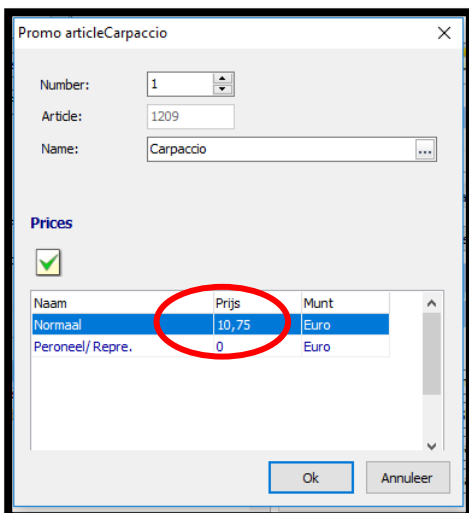 Promo articleCarpaccio
Number: 1
Article: 1209
Name: Carpaccio ...
Prices
Naam Prijs Munt
Normaal 10,75 Euro
Peroneel/Repre. 0 Euro
Ok Annuleer